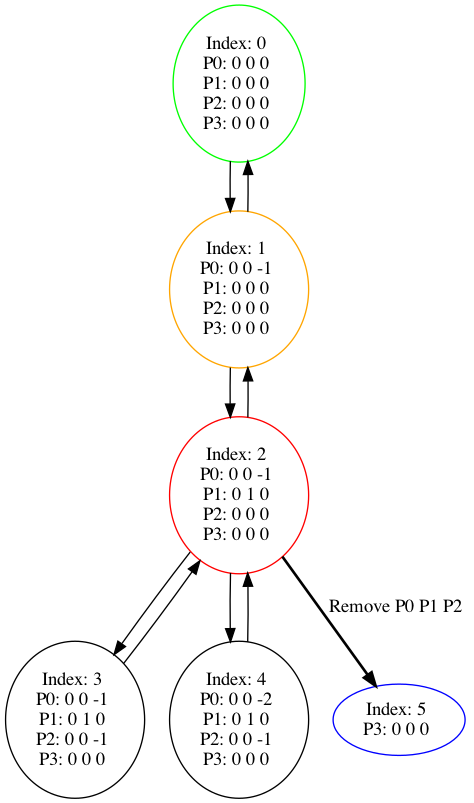 Index: 0
P0: 0 0 0
P1: 0 0 0
P2: 0 0 0
P3: 0 0 0
Index: 1
P0: 0 0 -1
P1: 0 0 0
P2: 0 0 0
P3: 0 0 0
Index: 2
P0: 0 0 -1
P1: 0 1 0
P2: 0 0 0
P3: 0 0 0
Remove P0 P1 P2
Index: 3
P0: 0 0 -1
P1: 0 1 0
P2: 0 0 -1
P3: 0 0 0
Index: 4
P0: 0 0 -2
P1: 0 1 0
P2: 0 0 -1
P3: 0 0 0
Index: 5
P3: 0 0 0